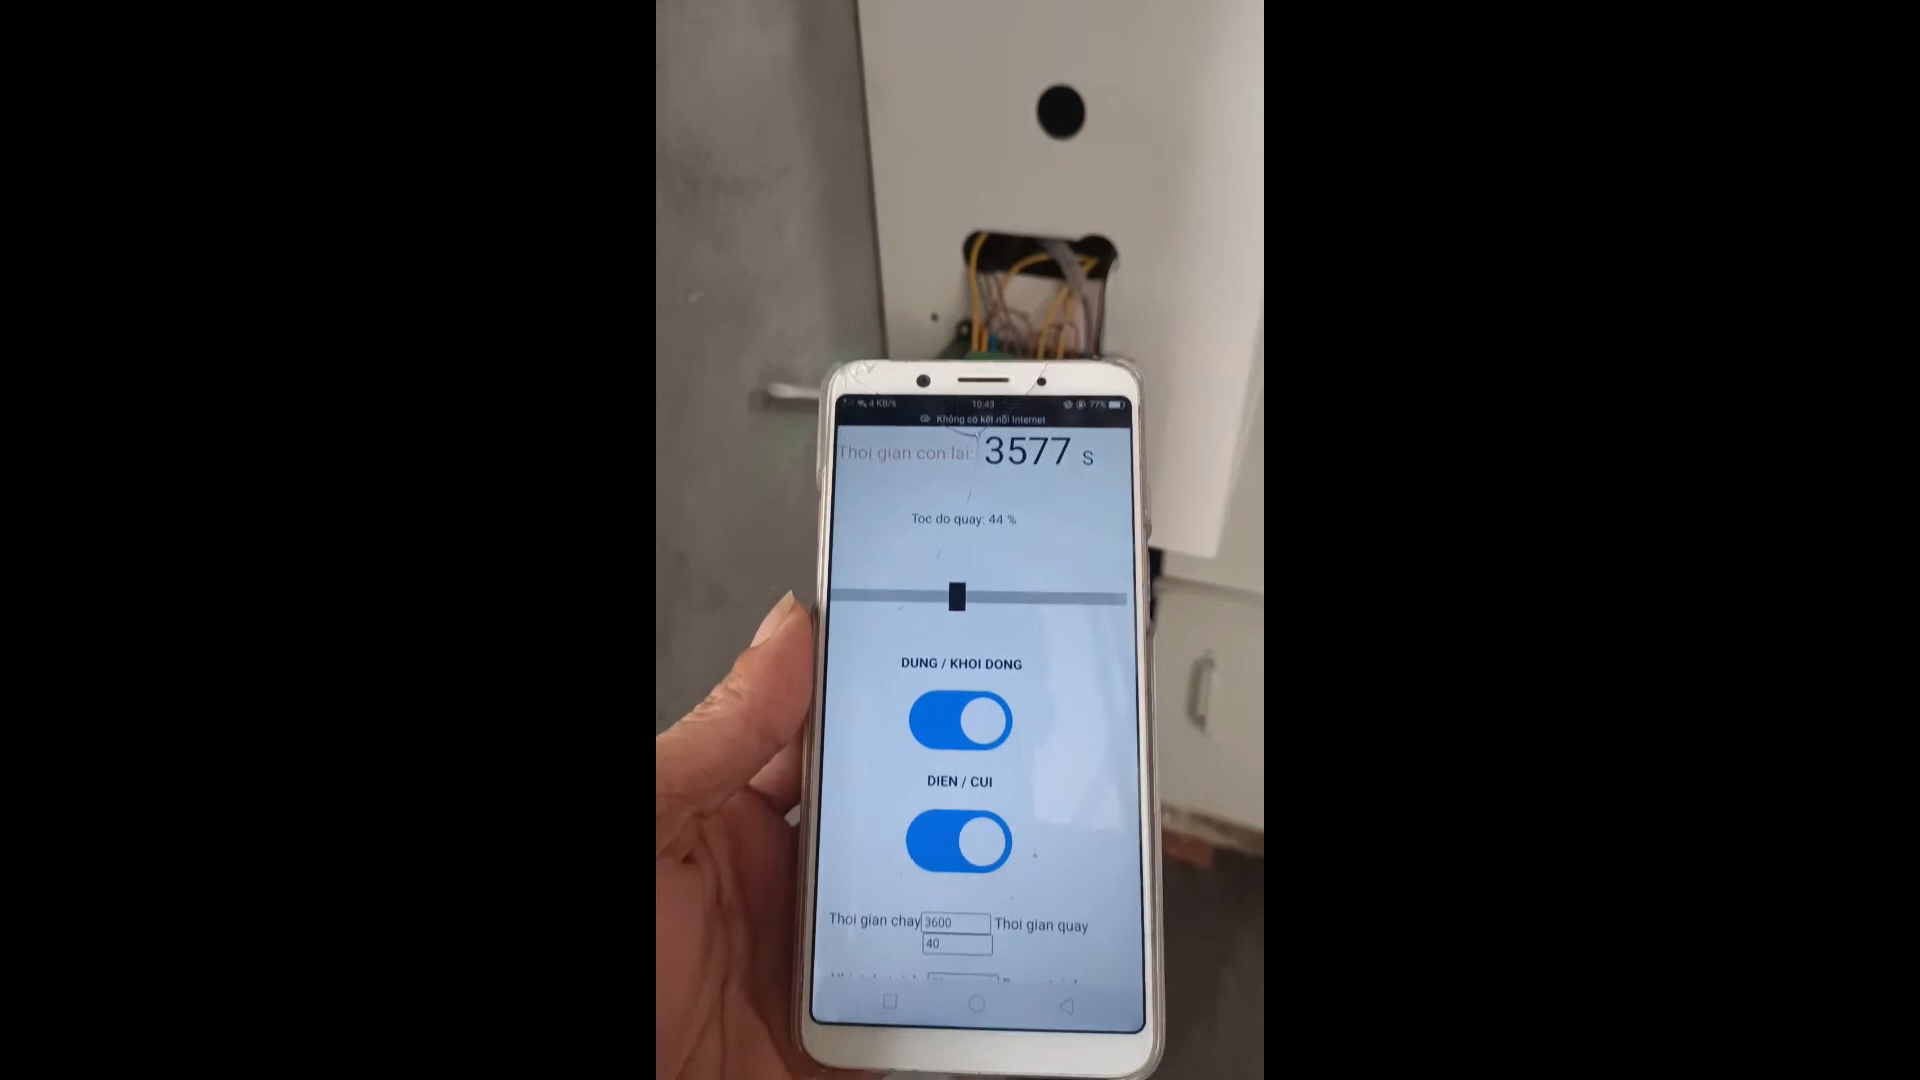 4 KB/s 10:43 77%
Không có kết nối Internet
Thoi gian con lai: 3577 s
Toc do quay: 44 %
DUNG / KHOI DONG
DIEN / CUI
Thoi gian chay 3600 Thoi gian quay
40